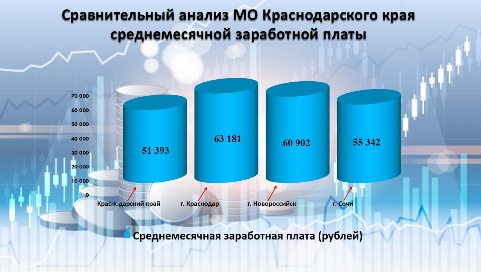 Сравнительный анализ МО Краснодарского края
среднемесячной заработной платы
70 000
60 000
50 000
40 000
30 000
20 000
10 000
0
51 393
63 181
60 902
55 342
Краснодарский край
г. Краснодар
г. Новороссийск
г. Сочи
Среднемесячная заработная плата (рублей)